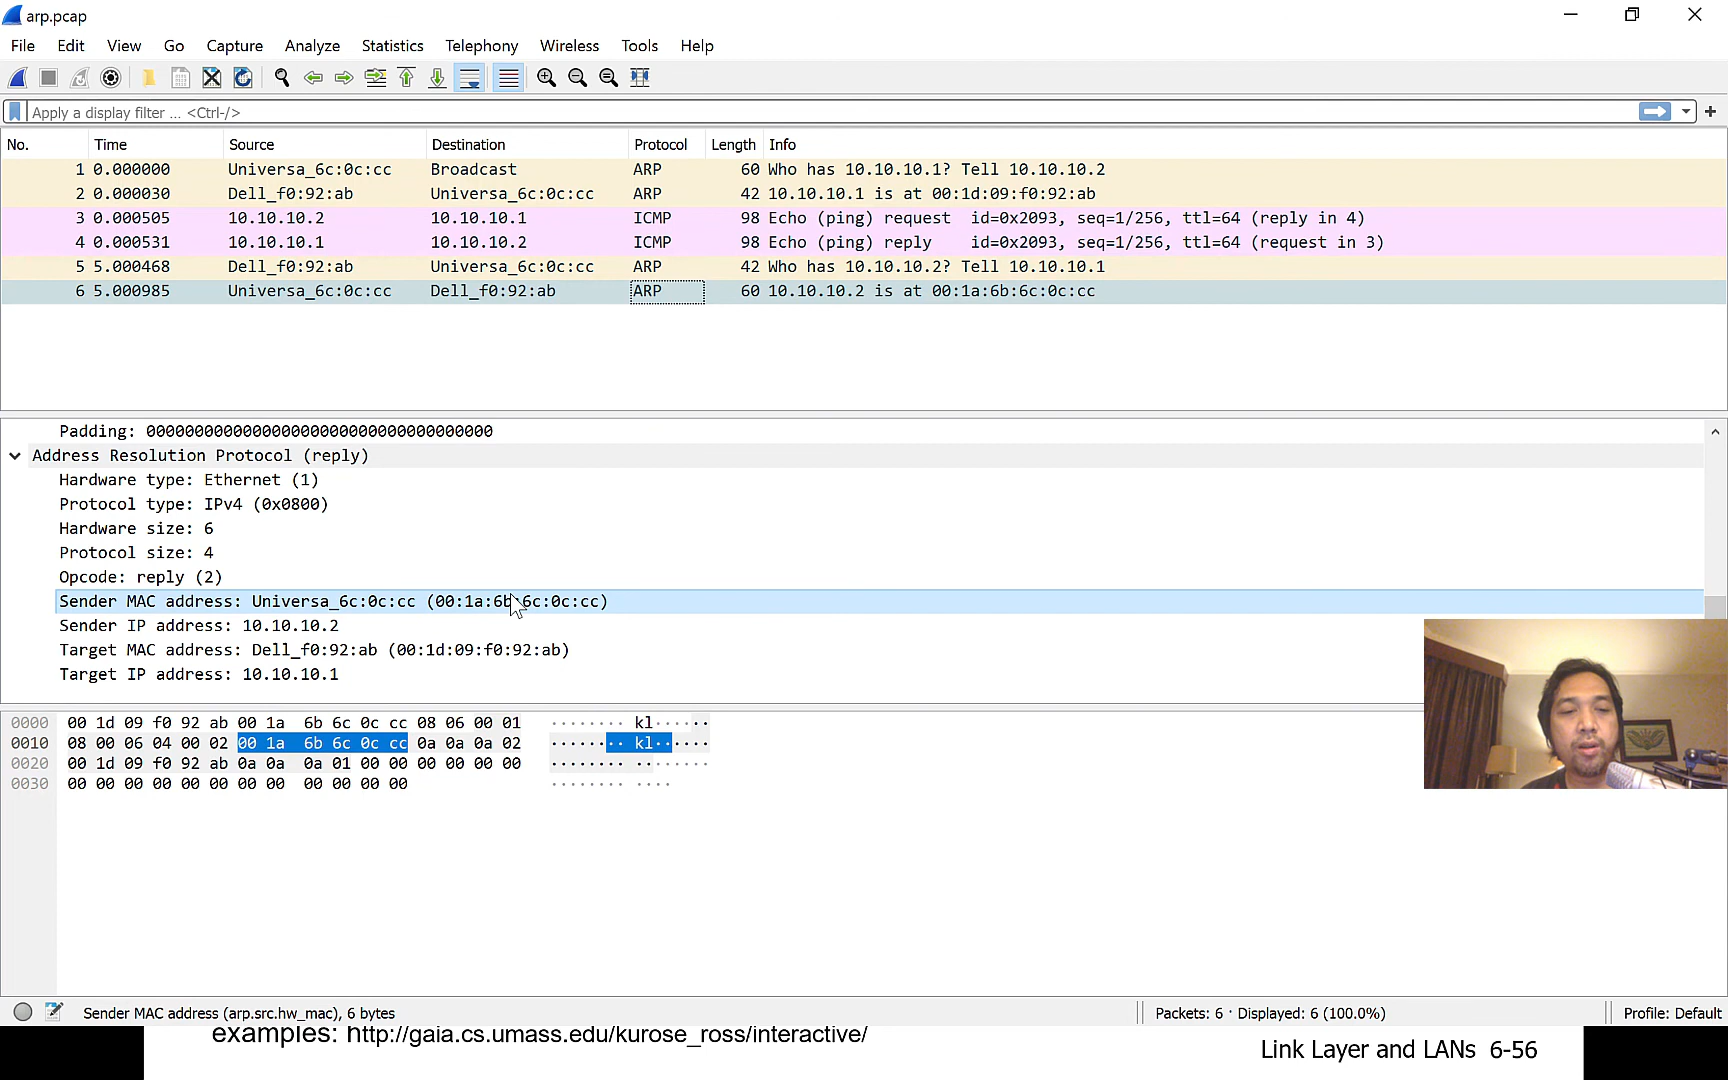 arp.pcap
File Edit View Go Capture Analyze Statistics Telephony Wireless Tools Help
Apply a display filter ... <Ctrl-/>
No. Time Source Destination Protocol Length Info
1 0.000000 Universa_6c:0c:cc Broadcast ARP 60 Who has 10.10.10.1? Tell 10.10.10.2
2 0.000030 Dell_f0:92:ab Universa_6c:0c:cc ARP 42 10.10.10.1 is at 00:1d:09:f0:92:ab
3 0.000505 10.10.10.2 10.10.10.1 ICMP 98 Echo (ping) request id=0x2093, seq=1/256, ttl=64 (reply in 4)
4 0.000531 10.10.10.1 10.10.10.2 ICMP 98 Echo (ping) reply id=0x2093, seq=1/256, ttl=64 (request in 3)
5 5.000468 Dell_f0:92:ab Universa_6c:0c:cc ARP 42 Who has 10.10.10.2? Tell 10.10.10.1
6 5.000985 Universa_6c:0c:cc Dell_f0:92:ab ARP 60 10.10.10.2 is at 00:1a:6b:6c:0c:cc
Padding: 000000000000000000000000000000000000
Address Resolution Protocol (reply)
Hardware type: Ethernet (1)
Protocol type: IPv4 (0x0800)
Hardware size: 6
Protocol size: 4
Opcode: reply (2)
Sender MAC address: Universa_6c:0c:cc (00:1a:6b:6c:0c:cc)
Sender IP address: 10.10.10.2
Target MAC address: Dell_f0:92:ab (00:1d:09:f0:92:ab)
Target IP address: 10.10.10.1
0000 00 1d 09 f0 92 ab 00 1a 6b 6c 0c cc 08 06 00 01 ········ kl······
0010 08 00 06 04 00 02 00 1a 6b 6c 0c cc 0a 0a 0a 02 ········ kl······
0020 00 1d 09 f0 92 ab 0a 0a 0a 01 00 00 00 00 00 00 ········ ········
0030 00 00 00 00 00 00 00 00 00 00 00 00 ········ ····
Sender MAC address (arp.src.hw_mac), 6 bytes Packets: 6 · Displayed: 6 (100.0%) Profile: Default
examples: http://gaia.cs.umass.edu/kurose_ross/interactive/
Link Layer and LANs 6-56